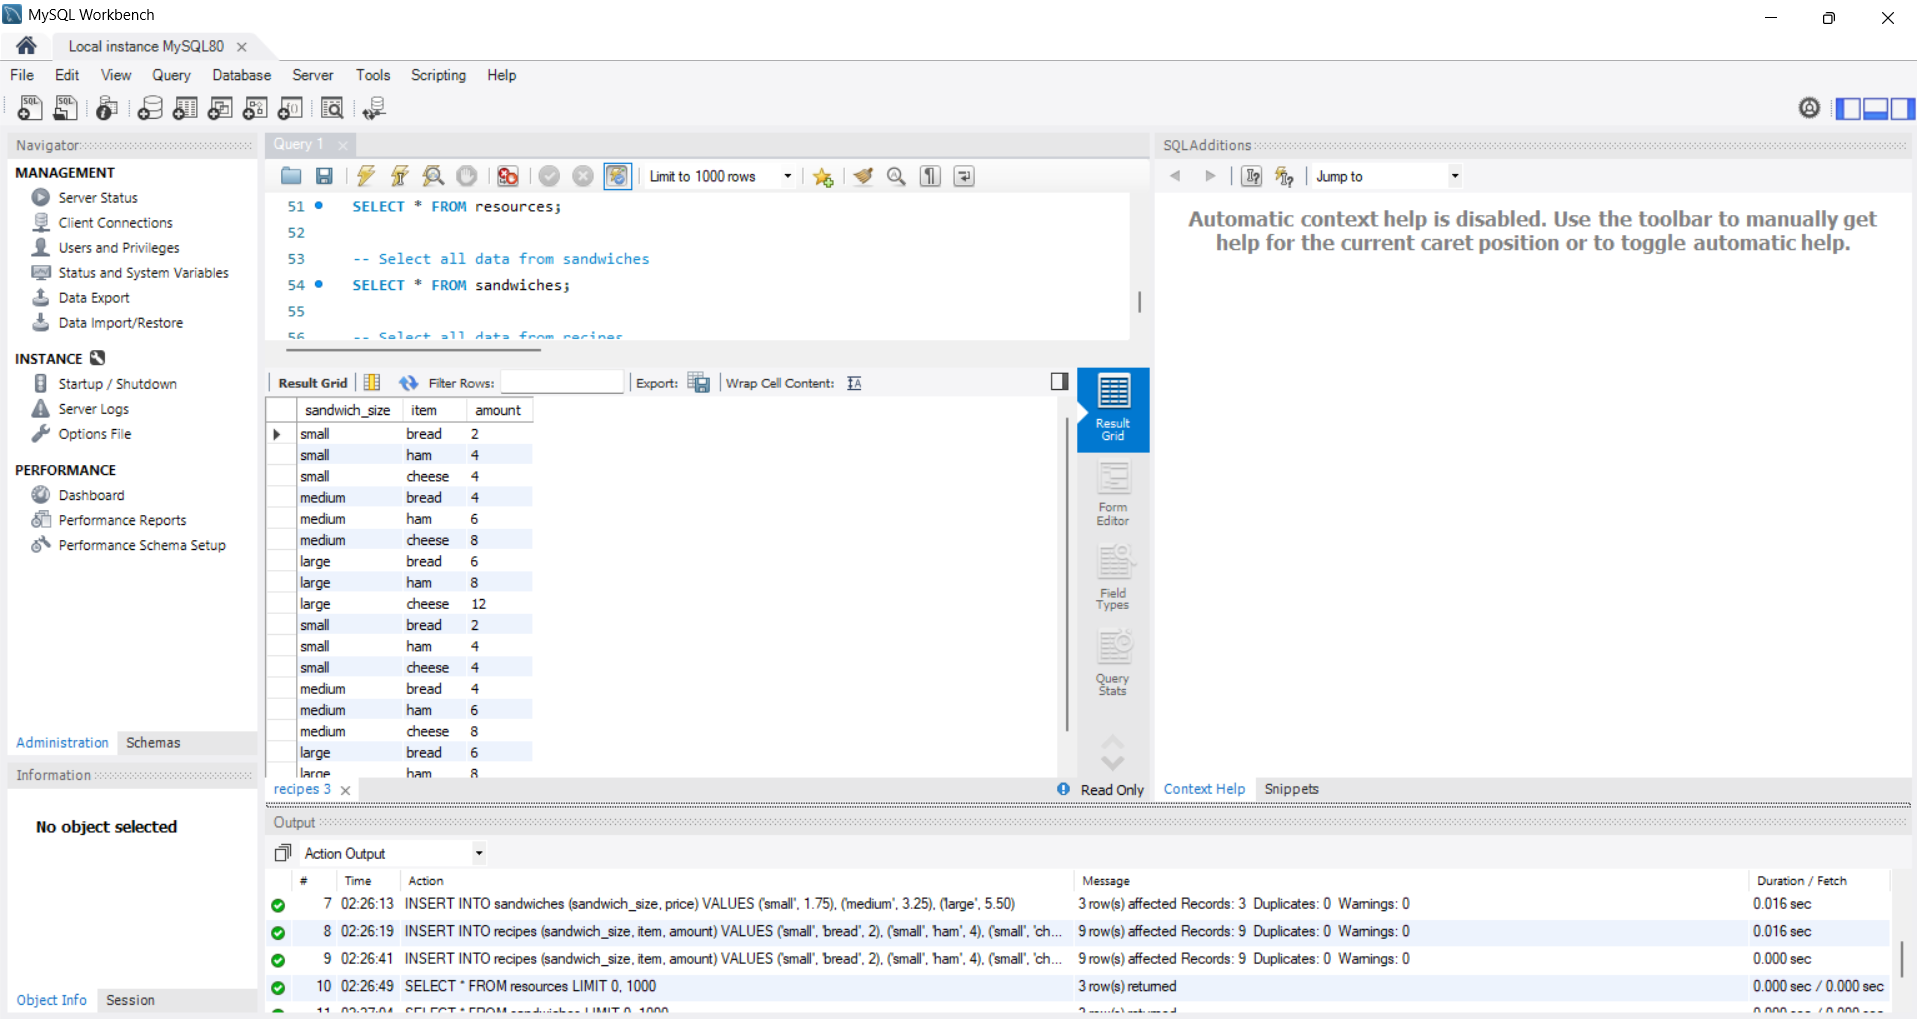 MySQL Workbench
Local instance MySQL80
File Edit View Query Database Server Tools Scripting Help
Navigator
MANAGEMENT
Server Status
Client Connections
Users and Privileges
Status and System Variables
Data Export
Data Import/Restore
INSTANCE
Startup / Shutdown
Server Logs
Options File
PERFORMANCE
Dashboard
Performance Reports
Performance Schema Setup
Administration Schemas
Information
No object selected
Object Info Session
Query 1
Limit to 1000 rows
51 SELECT * FROM resources;
52
53 -- Select all data from sandwiches
54 SELECT * FROM sandwiches;
55
56 -- Select all data from recipes
Result Grid Filter Rows: Export: Wrap Cell Content:
sandwich_size item amount
small bread 2
small ham 4
small cheese 4
medium bread 4
medium ham 6
medium cheese 8
large bread 6
large ham 8
large cheese 12
small bread 2
small ham 4
small cheese 4
medium bread 4
medium ham 6
medium cheese 8
large bread 6
large ham 8
Result
Grid
Form
Editor
Field
Types
Query
Stats
recipes 3 Read Only
SQLAdditions
Jump to
Automatic context help is disabled. Use the toolbar to manually get
help for the current caret position or to toggle automatic help.
Context Help Snippets
Output
Action Output
# Time Action Message Duration / Fetch
7 02:26:13 INSERT INTO sandwiches (sandwich_size, price) VALUES ('small', 1.75), ('medium', 3.25), ('large', 5.50) 3 row(s) affected Records: 3 Duplicates: 0 Warnings: 0 0.016 sec
8 02:26:19 INSERT INTO recipes (sandwich_size, item, amount) VALUES ('small', 'bread', 2), ('small', 'ham', 4), ('small', 'ch... 9 row(s) affected Records: 9 Duplicates: 0 Warnings: 0 0.016 sec
9 02:26:41 INSERT INTO recipes (sandwich_size, item, amount) VALUES ('small', 'bread', 2), ('small', 'ham', 4), ('small', 'ch... 9 row(s) affected Records: 9 Duplicates: 0 Warnings: 0 0.000 sec
10 02:26:49 SELECT * FROM resources LIMIT 0, 1000 3 row(s) returned 0.000 sec / 0.000 sec
11 02:27:04 SELECT * FROM sandwiches LIMIT 0, 1000 3 row(s) returned 0.000 sec / 0.000 sec